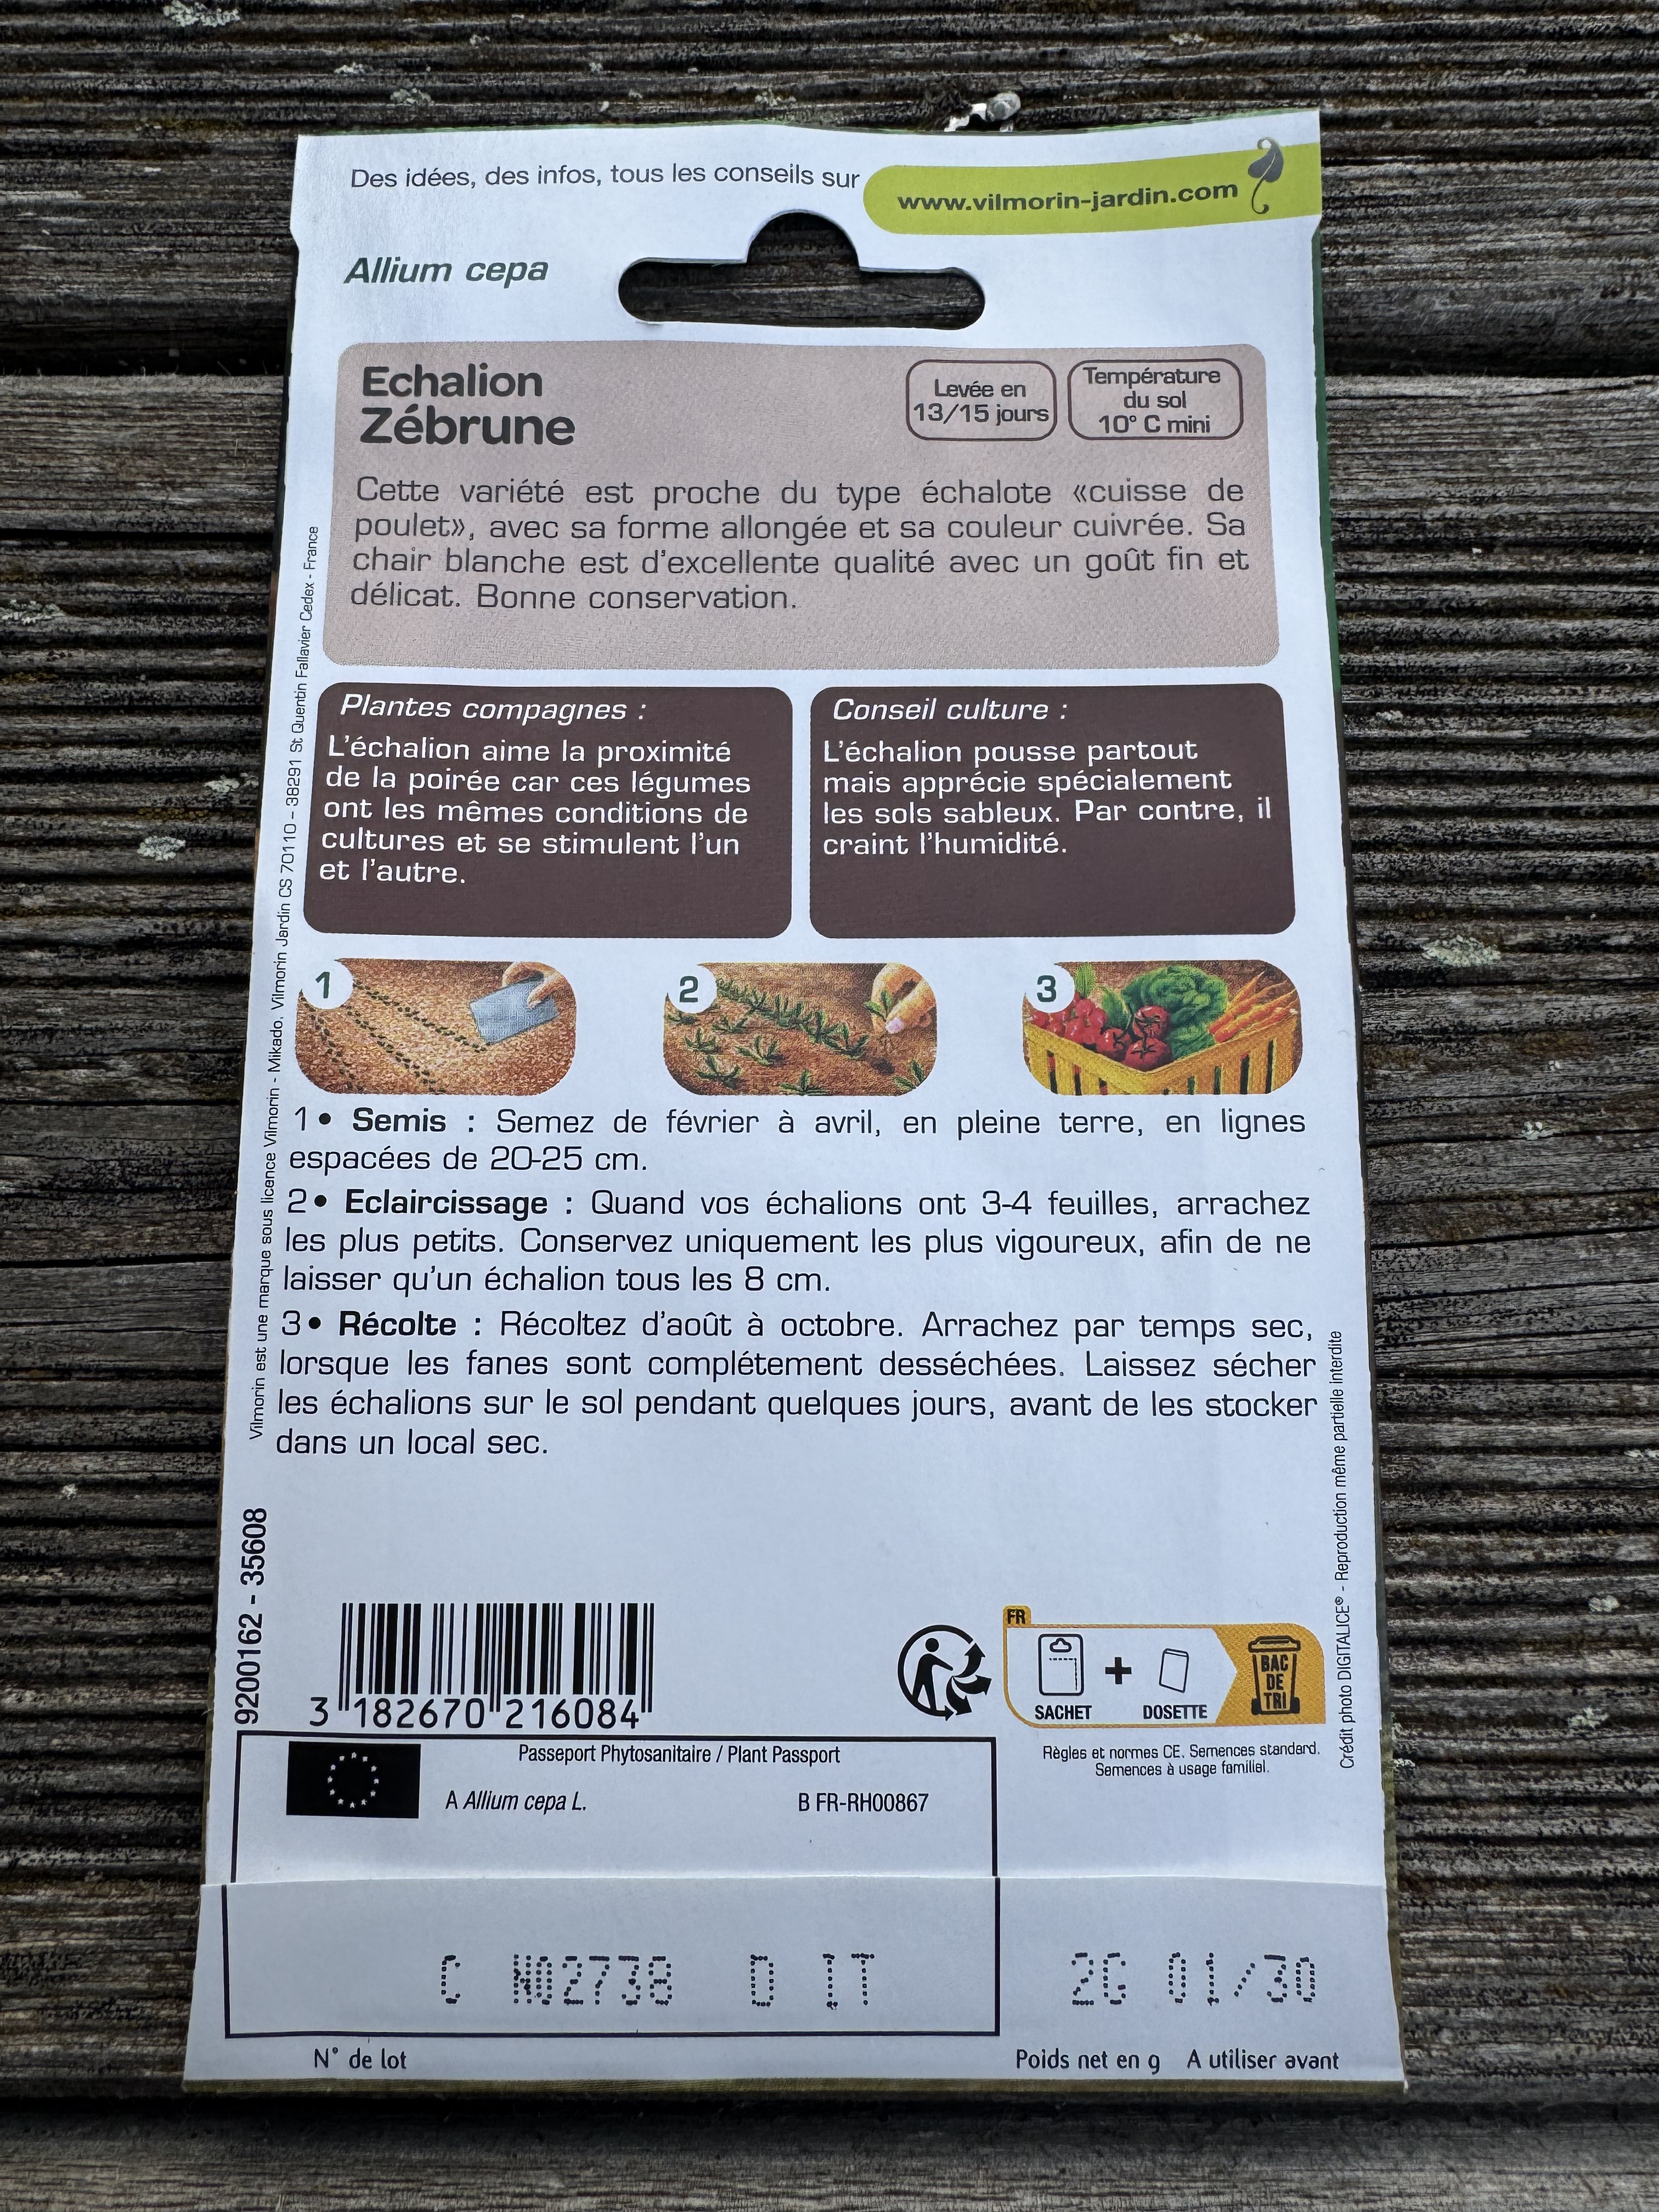 Des idées, des infos, tous les conseils sur
www.vilmorin-jardin.com
Allium cepa
Echalion
Zébrune
Levée en
13/15 jours
Température
du sol
10° C mini
Cette variété est proche du type échalote «cuisse de
poulet», avec sa forme allongée et sa couleur cuivrée. Sa
chair blanche est d'excellente qualité avec un goût fin et
délicat. Bonne conservation.
Plantes compagnes :
L'échalion aime la proximité
de la poirée car ces légumes
ont les mêmes conditions de
cultures et se stimulent l'un
et l'autre.
Conseil culture :
L'échalion pousse partout
mais apprécie spécialement
les sols sableux. Par contre, il
craint l'humidité.
1
2
3
1• Semis : Semez de février à avril, en pleine terre, en lignes
espacées de 20-25 cm.
2• Eclaircissage : Quand vos échalions ont 3-4 feuilles, arrachez
les plus petits. Conservez uniquement les plus vigoureux, afin de ne
laisser qu'un échalion tous les 8 cm.
3• Récolte : Récoltez d'août à octobre. Arrachez par temps sec,
lorsque les fanes sont complétement desséchées. Laissez sécher
les échalions sur le sol pendant quelques jours, avant de les stocker
dans un local sec.
Vilmorin est une marque sous licence Vilmorin - Mikado, Vilmorin Jardin CS 70110 - 38291 St Quentin Fallavier Cedex - France
9200162 - 35608
3 182670 216084
FR
SACHET
+
DOSETTE
BAC
DE
TRI
Règles et normes CE. Semences standard.
Semences à usage familial.
Crédit photo DIGITALICE® - Reproduction même partielle interdite
Passeport Phytosanitaire / Plant Passport
A Allium cepa L.
B FR-RH00867
C N02738 D IT
2G 01/30
N° de lot
Poids net en g
A utiliser avant